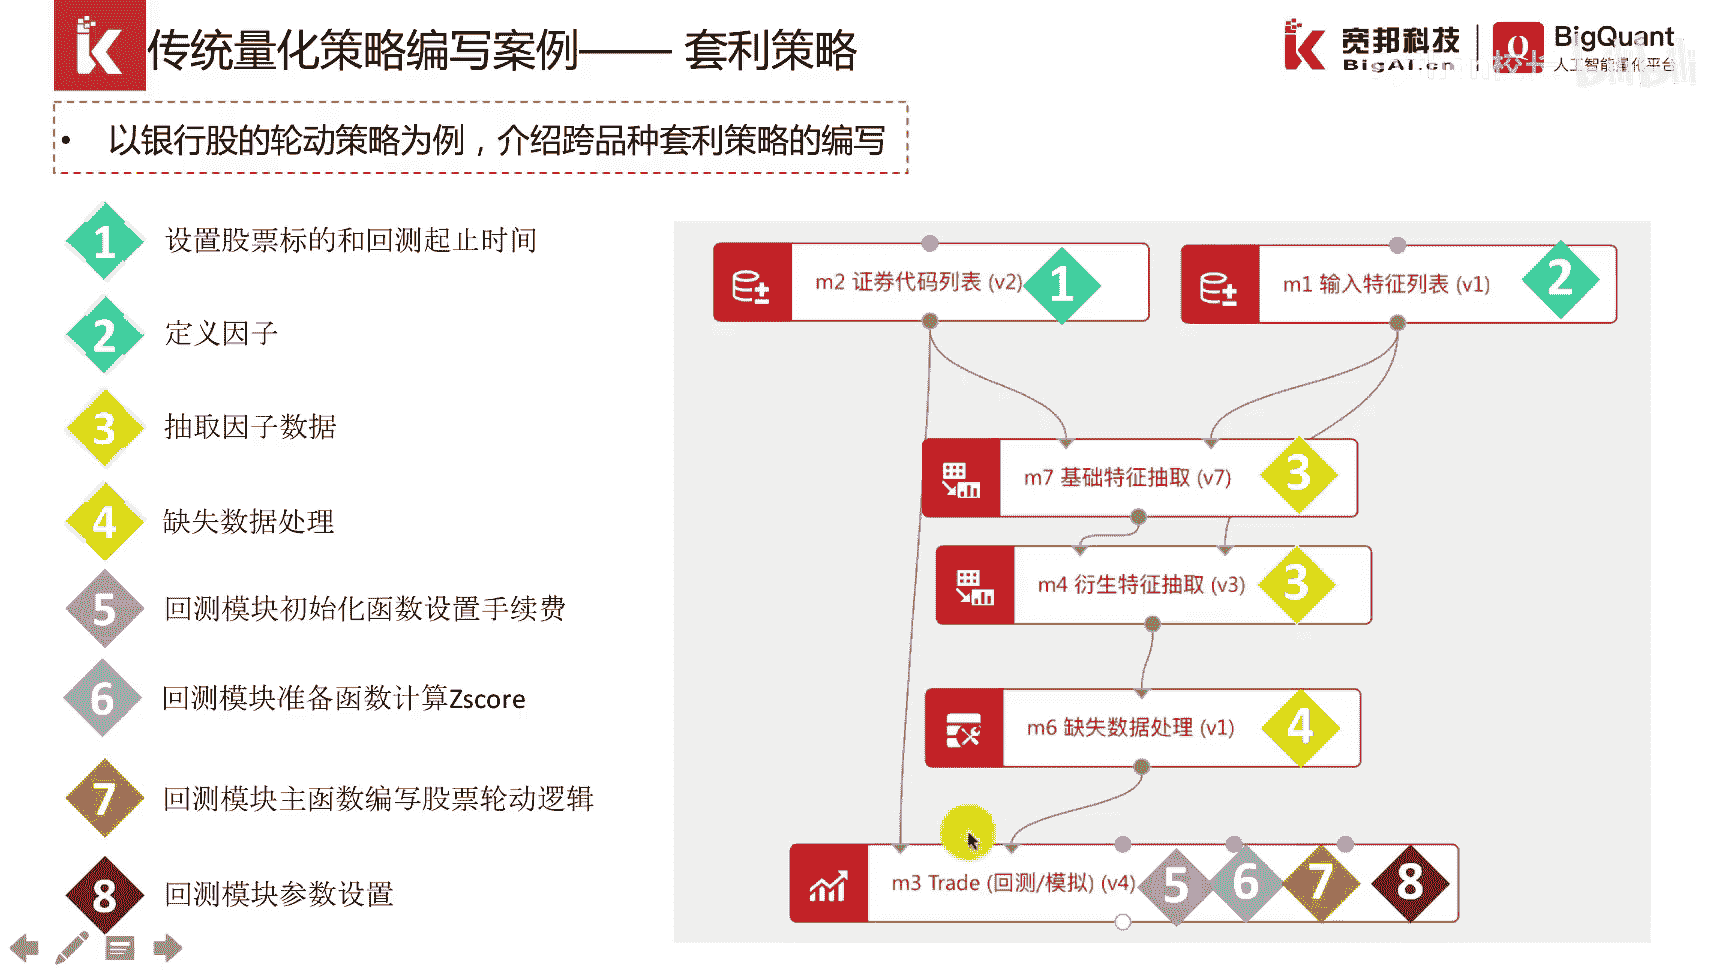 传统量化策略编写案例—— 套利策略
宽邦科技
BigAI.cn
BigQuant
人工智能量化平台
bilibili
• 以银行股的轮动策略为例，介绍跨品种套利策略的编写
1 设置股票标的和回测起止时间
2 定义因子
3 抽取因子数据
4 缺失数据处理
5 回测模块初始化函数设置手续费
6 回测模块准备函数计算Zscore
7 回测模块主函数编写股票轮动逻辑
8 回测模块参数设置
m2 证券代码列表 (v2) 1
m1 输入特征列表 (v1) 2
m7 基础特征抽取 (v7) 3
m4 衍生特征抽取 (v3) 3
m6 缺失数据处理 (v1) 4
m3 Trade (回测/模拟) (v4) 5 6 7 8